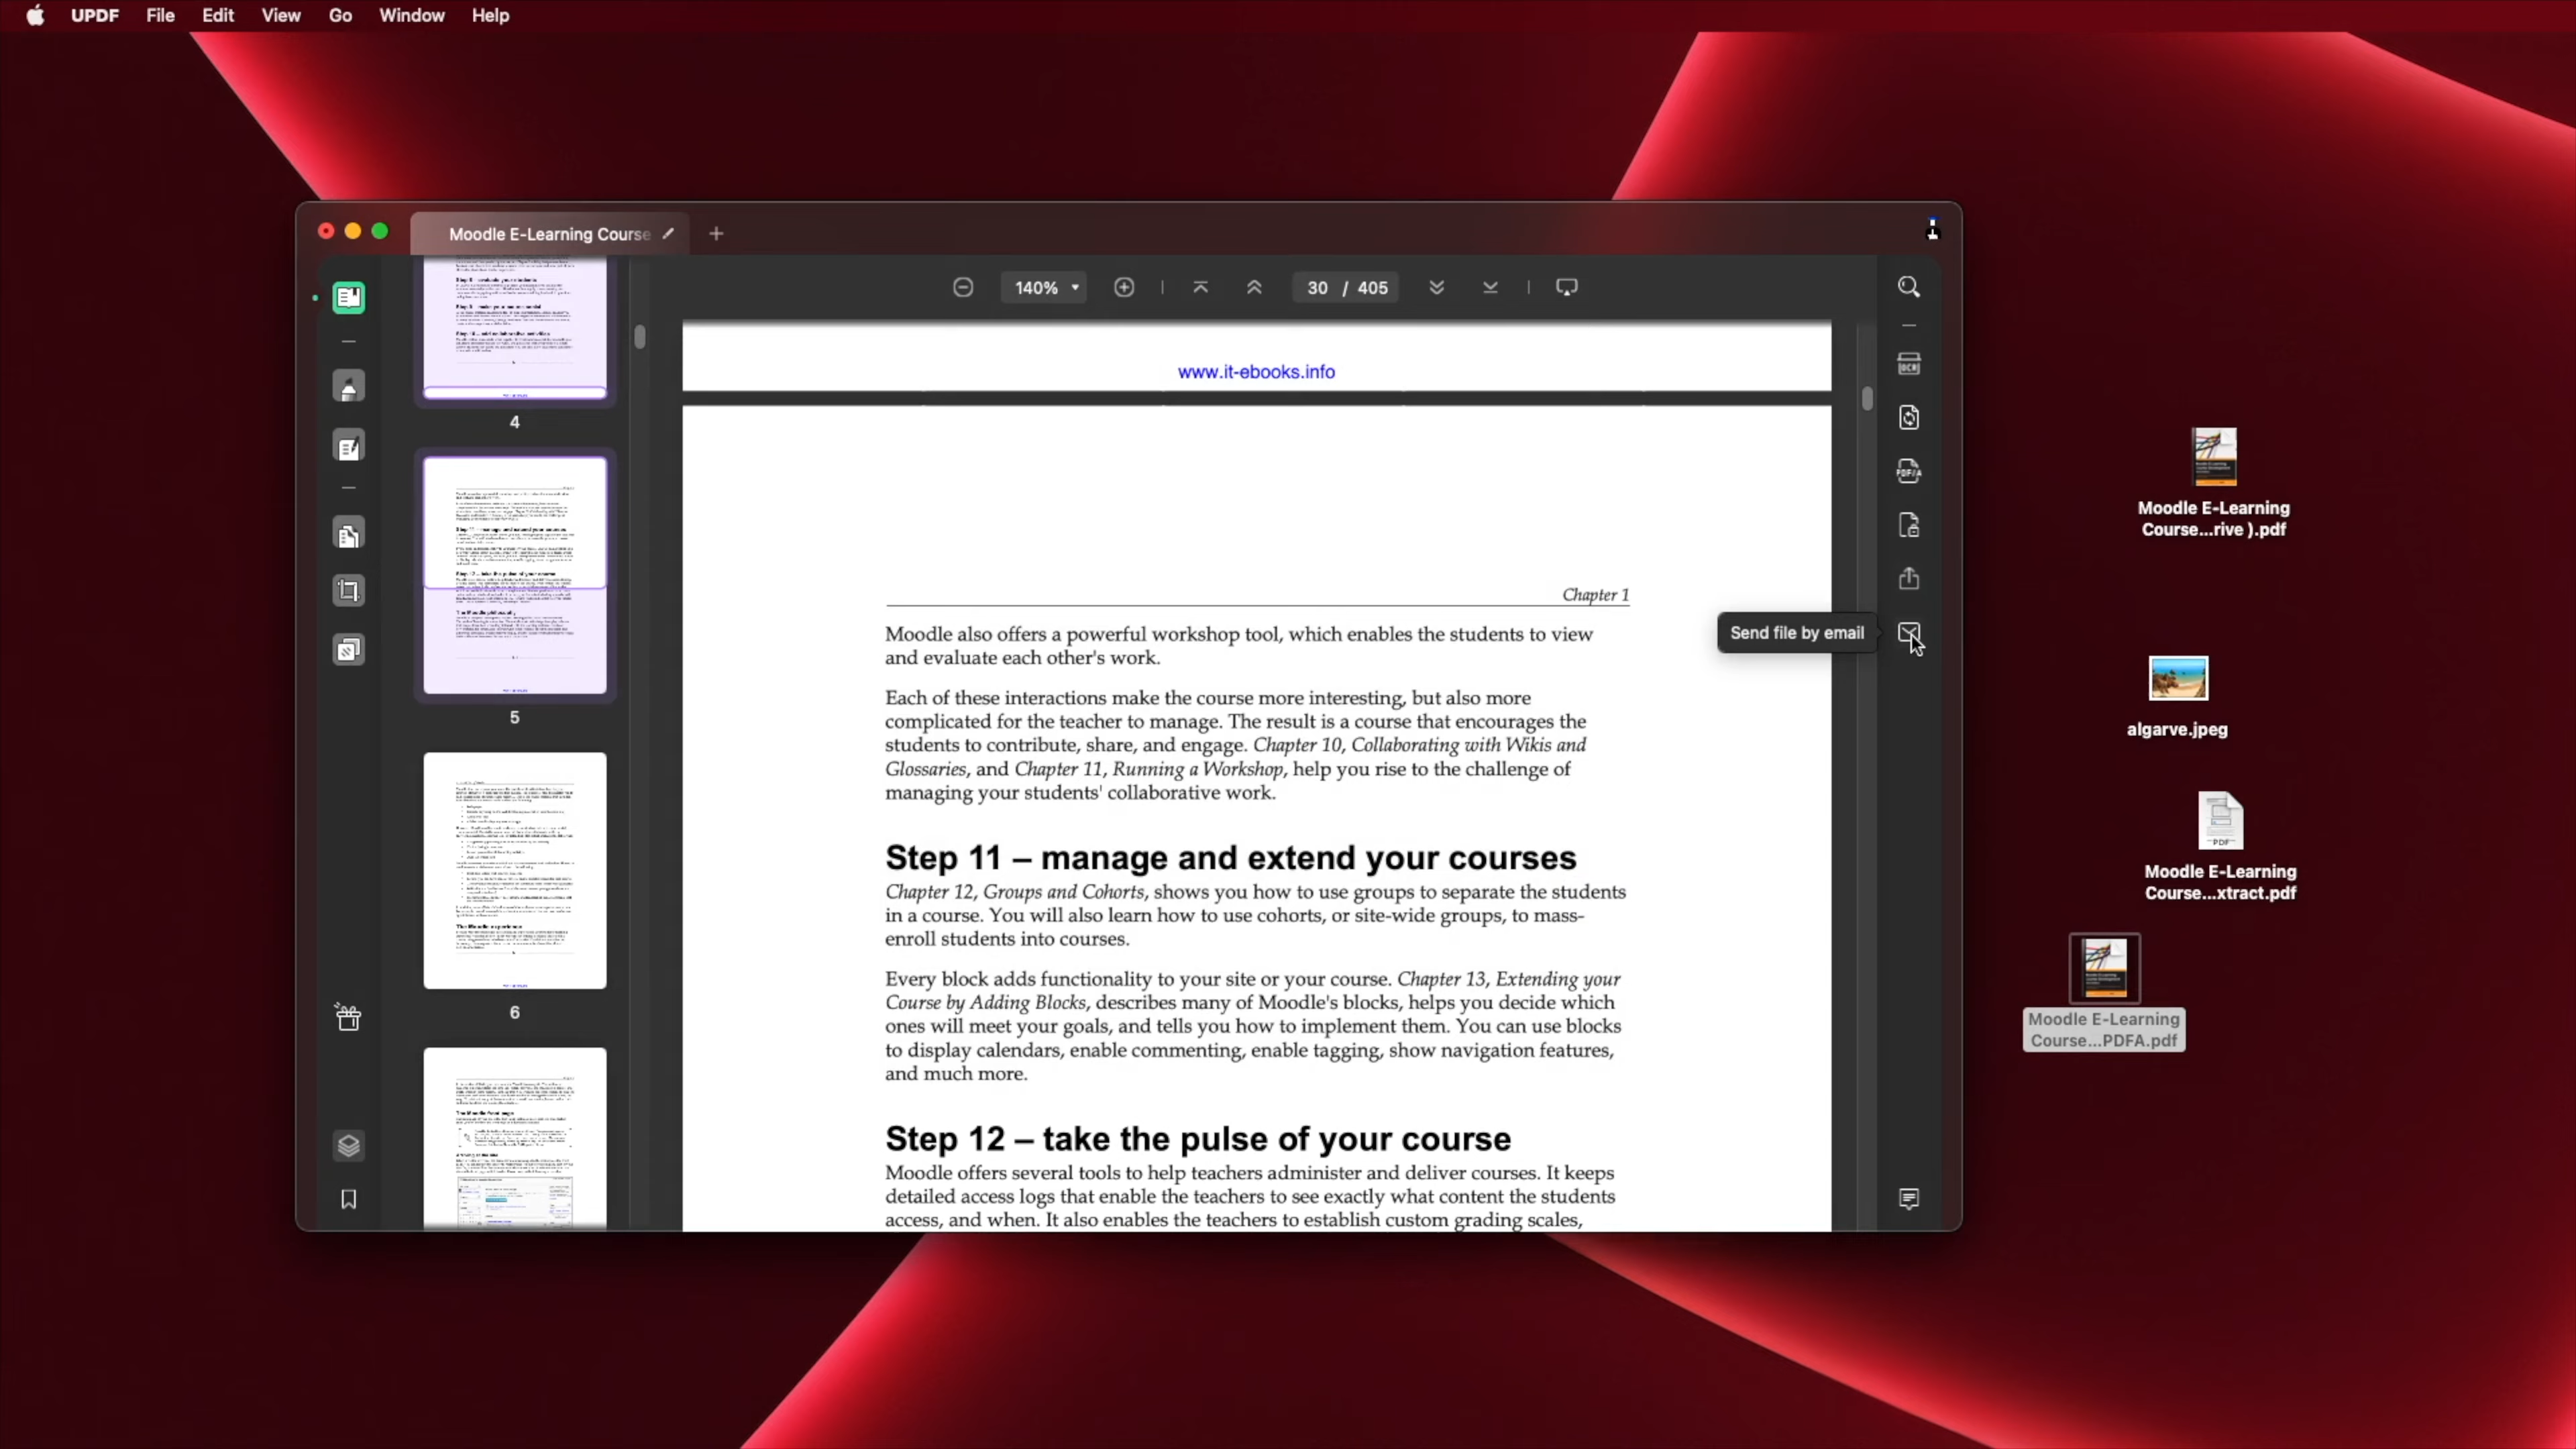 UPDF File Edit View Go Window Help
Moodle E-Learning Course
140%
30 / 405
4
5
6
www.it-ebooks.info
Chapter 1
Moodle also offers a powerful workshop tool, which enables the students to view
and evaluate each other's work.
Each of these interactions make the course more interesting, but also more
complicated for the teacher to manage. The result is a course that encourages the
students to contribute, share, and engage. Chapter 10, Collaborating with Wikis and
Glossaries, and Chapter 11, Running a Workshop, help you rise to the challenge of
managing your students' collaborative work.
Step 11 – manage and extend your courses
Chapter 12, Groups and Cohorts, shows you how to use groups to separate the students
in a course. You will also learn how to use cohorts, or site-wide groups, to mass-
enroll students into courses.
Every block adds functionality to your site or your course. Chapter 13, Extending your
Course by Adding Blocks, describes many of Moodle's blocks, helps you decide which
ones will meet your goals, and tells you how to implement them. You can use blocks
to display calendars, enable commenting, enable tagging, show navigation features,
and much more.
Step 12 – take the pulse of your course
Moodle offers several tools to help teachers administer and deliver courses. It keeps
detailed access logs that enable the teachers to see exactly what content the students
access, and when. It also enables the teachers to establish custom grading scales,
OCR
PDF/A
Send file by email
Moodle E-Learning
Course...rive ).pdf
algarve.jpeg
PDF
Moodle E-Learning
Course...xtract.pdf
Moodle E-Learning
Course...PDFA.pdf